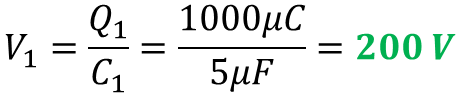 V₁ = Q₁/C₁ = 1000μC/5μF = 200 V